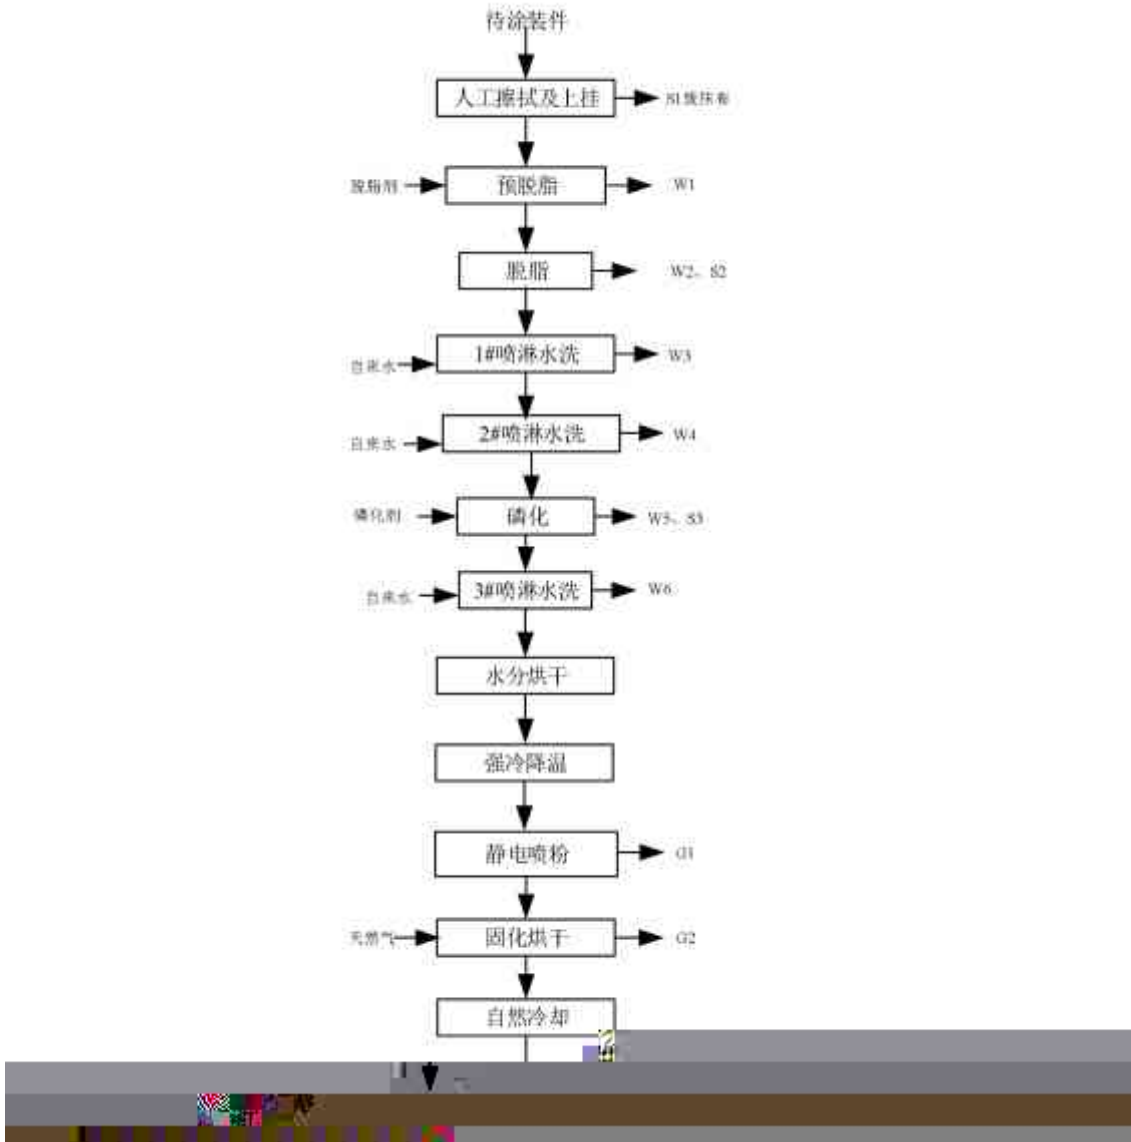 待涂装件
人工擦拭及上挂
S1废抹布
脱脂剂
预脱脂
W1
脱脂
W2、S2
1#喷淋水洗
W3
自来水
2#喷淋水洗
W4
自来水
磷化剂
磷化
W5、S3
3#喷淋水洗
W6
自来水
水分烘干
强冷降温
静电喷粉
G1
天然气
固化烘干
G2
自然冷却